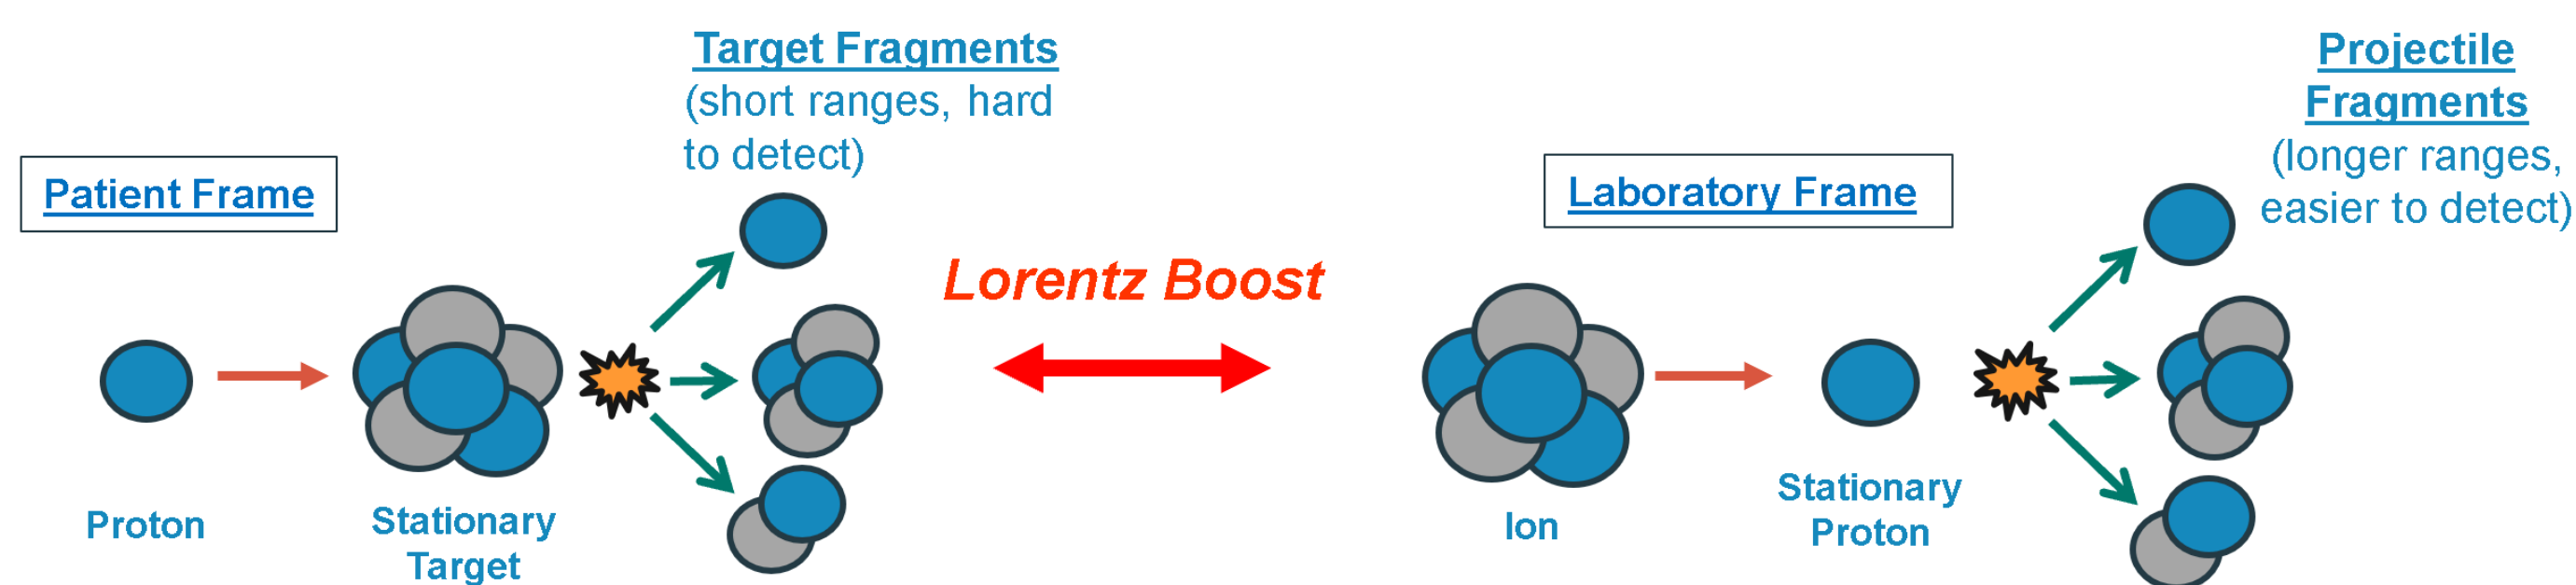 Patient Frame
Target Fragments
(short ranges, hard
to detect)
Proton
Stationary
Target
Lorentz Boost
Laboratory Frame
Projectile
Fragments
(longer ranges,
easier to detect)
Ion
Stationary
Proton